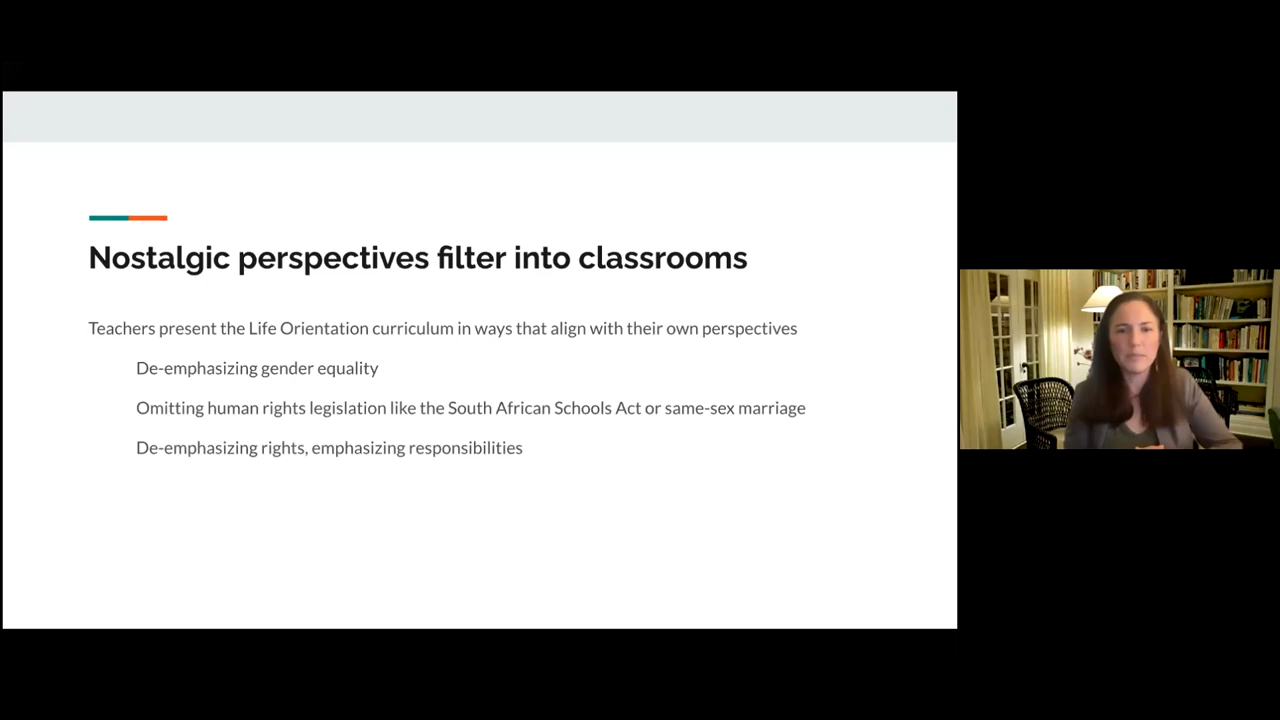 Nostalgic perspectives filter into classrooms
Teachers present the Life Orientation curriculum in ways that align with their own perspectives
De-emphasizing gender equality
Omitting human rights legislation like the South African Schools Act or same-sex marriage
De-emphasizing rights, emphasizing responsibilities